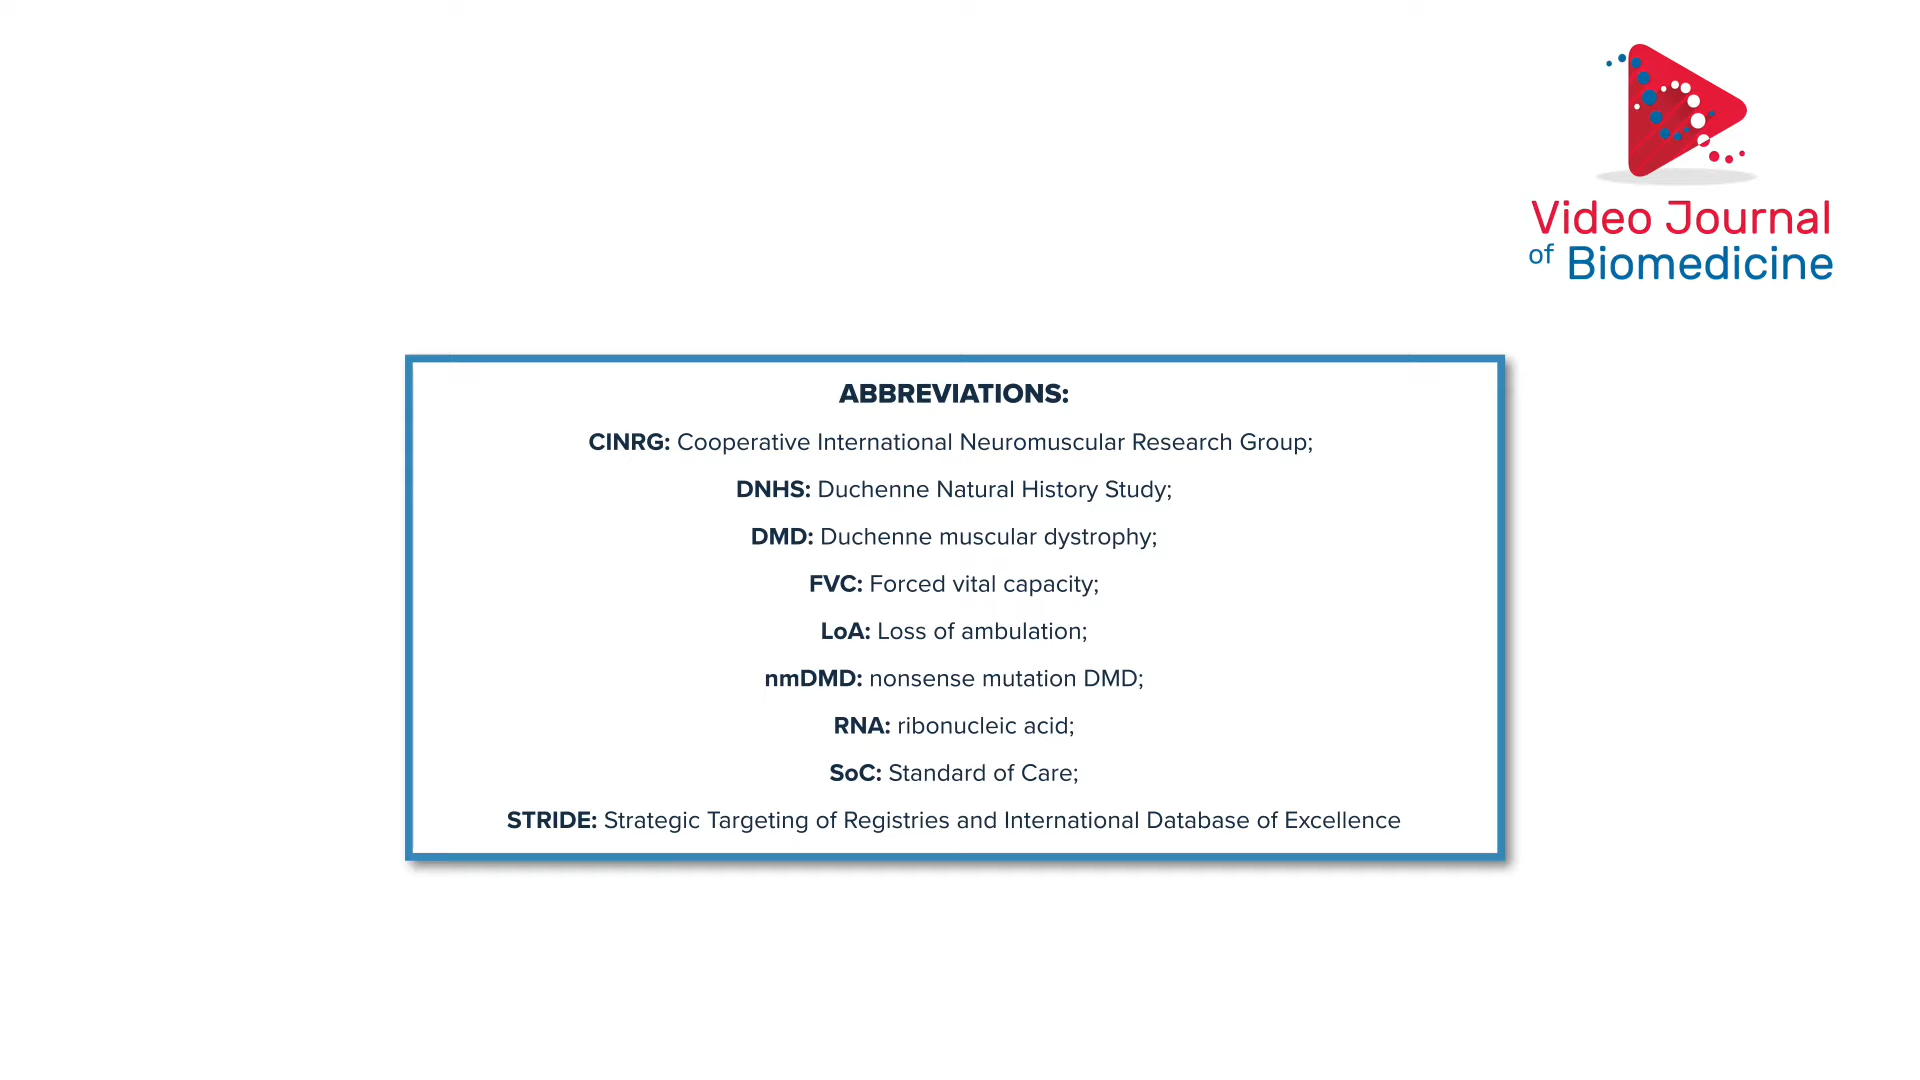 Video Journal
of Biomedicine
ABBREVIATIONS:
CINRG: Cooperative International Neuromuscular Research Group;
DNHS: Duchenne Natural History Study;
DMD: Duchenne muscular dystrophy;
FVC: Forced vital capacity;
LoA: Loss of ambulation;
nmDMD: nonsense mutation DMD;
RNA: ribonucleic acid;
SoC: Standard of Care;
STRIDE: Strategic Targeting of Registries and International Database of Excellence